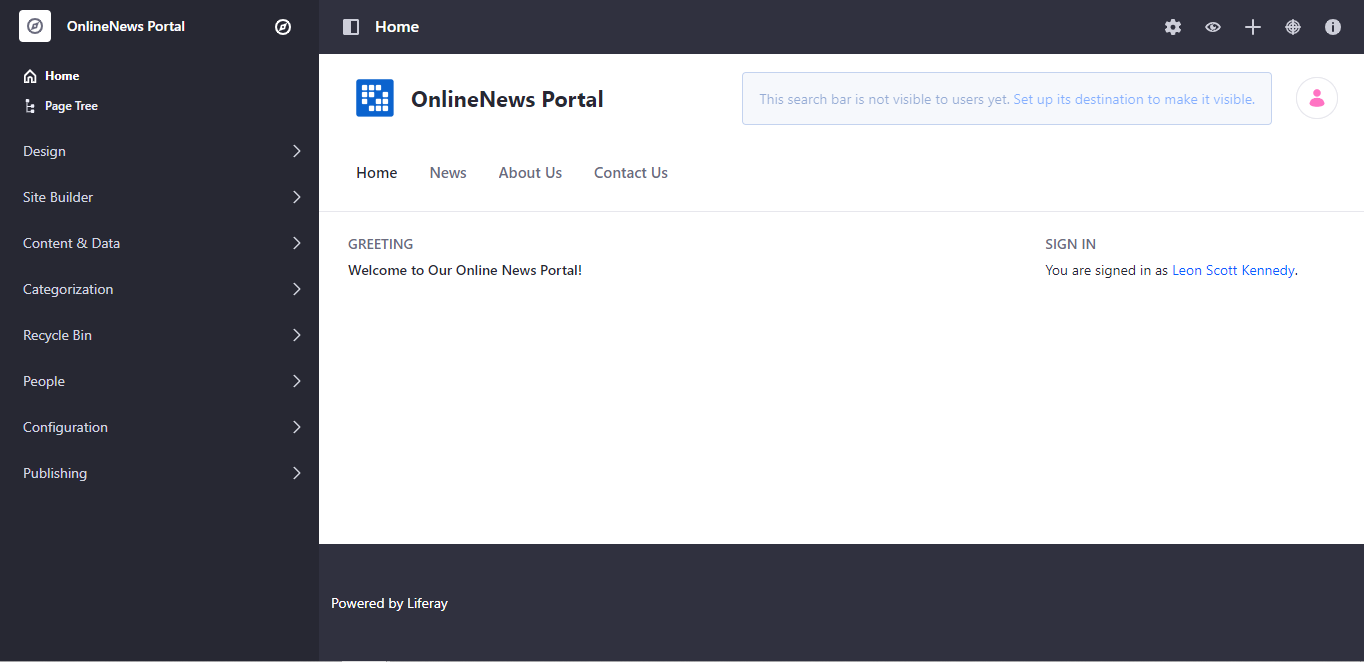 OnlineNews Portal
Home
Page Tree
Design
Site Builder
Content & Data
Categorization
Recycle Bin
People
Configuration
Publishing
Home
OnlineNews Portal
This search bar is not visible to users yet. Set up its destination to make it visible.
Home News About Us Contact Us
GREETING
Welcome to Our Online News Portal!
SIGN IN
You are signed in as Leon Scott Kennedy.
Powered by Liferay